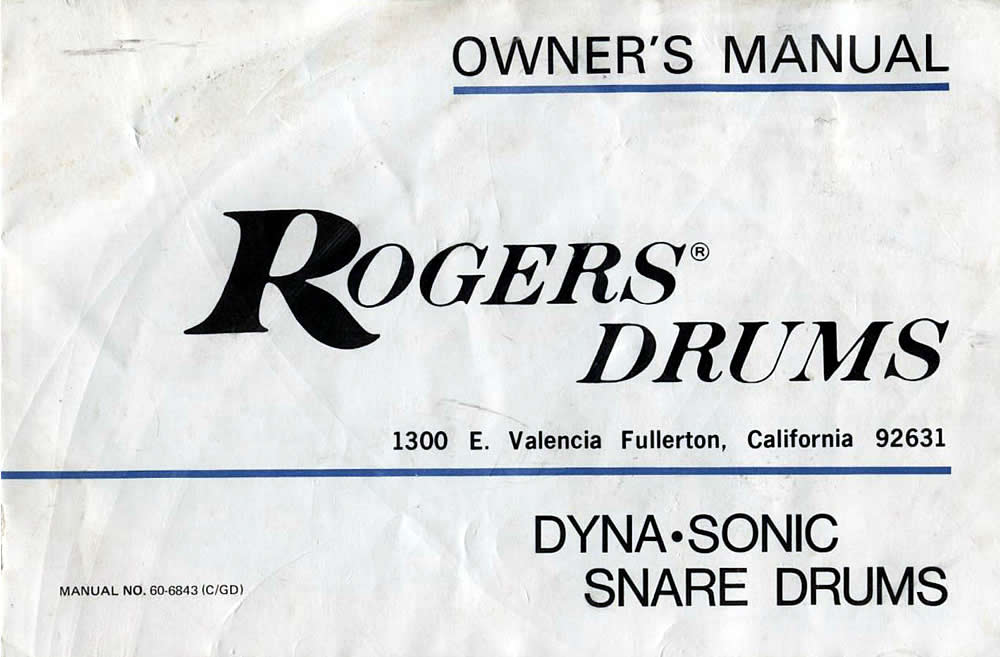 OWNER'S MANUAL
ROGERS®
DRUMS
1300 E. Valencia Fullerton, California 92631
DYNA•SONIC
SNARE DRUMS
MANUAL NO. 60-6843 (C/GD)